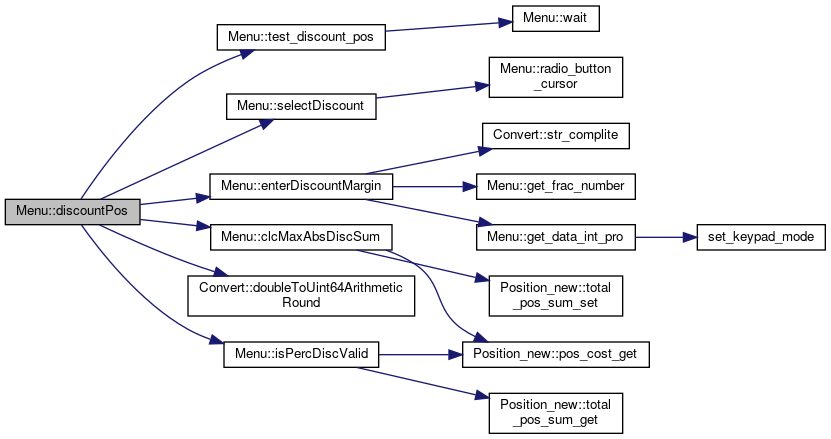 Menu::discountPos
Menu::test_discount_pos
Menu::wait
Menu::selectDiscount
Menu::radio_button
_cursor
Menu::enterDiscountMargin
Convert::str_complite
Menu::get_frac_number
Menu::get_data_int_pro
set_keypad_mode
Menu::clcMaxAbsDiscSum
Position_new::total
_pos_sum_set
Convert::doubleToUint64Arithmetic
Round
Menu::isPercDiscValid
Position_new::pos_cost_get
Position_new::total
_pos_sum_get